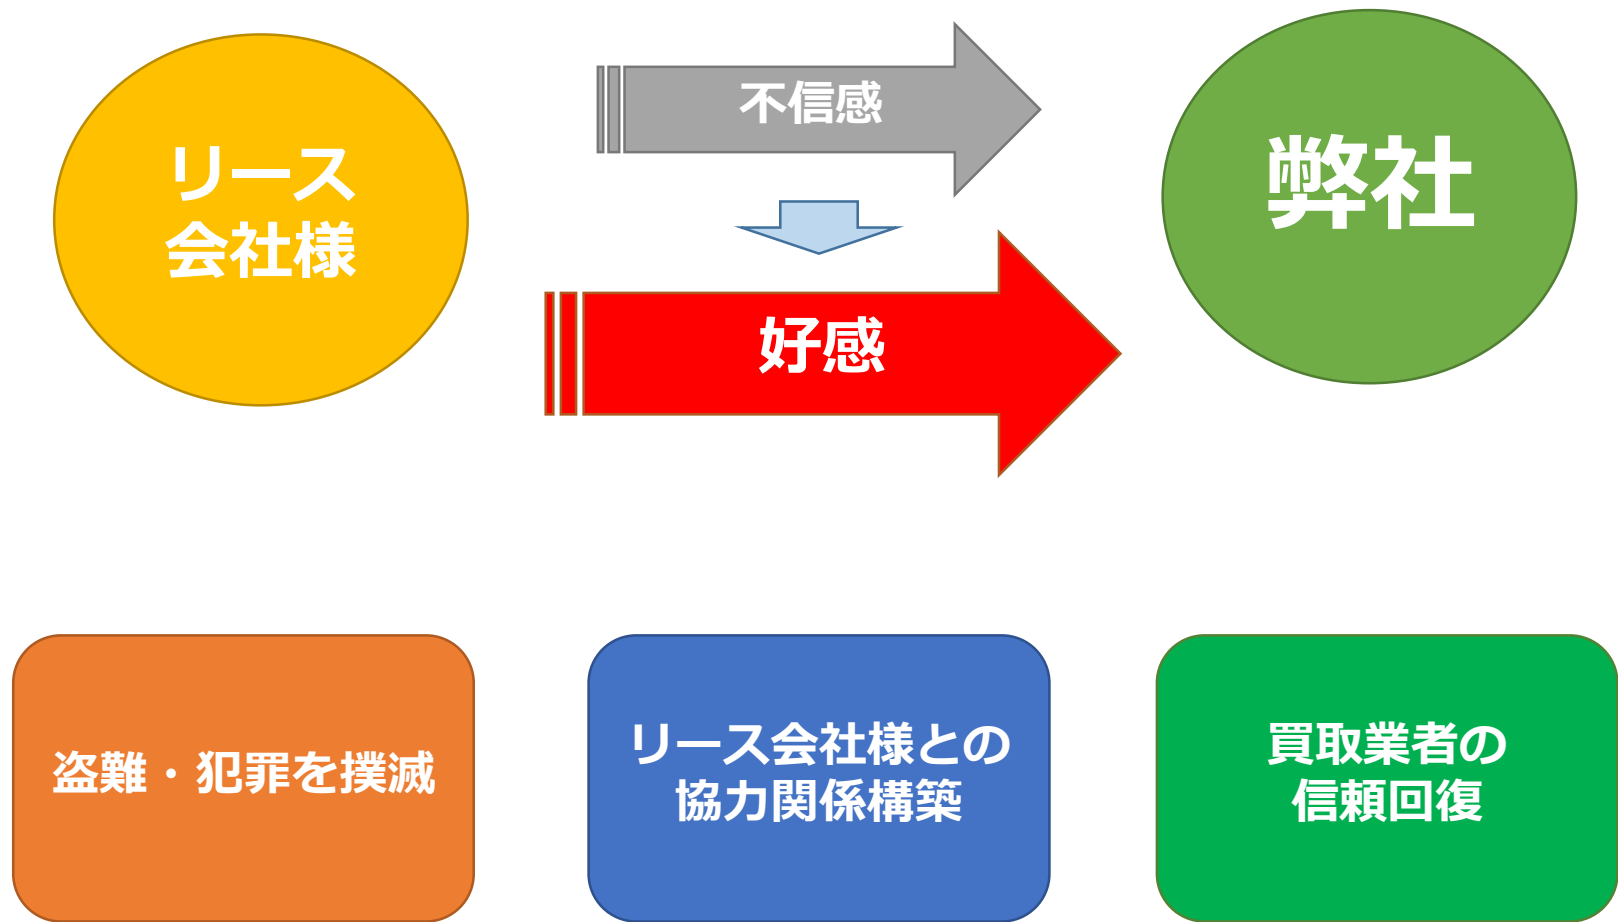 リース
会社様
不信感
弊社
好感
盗難・犯罪を撲滅
リース会社様との
協力関係構築
買取業者の
信頼回復